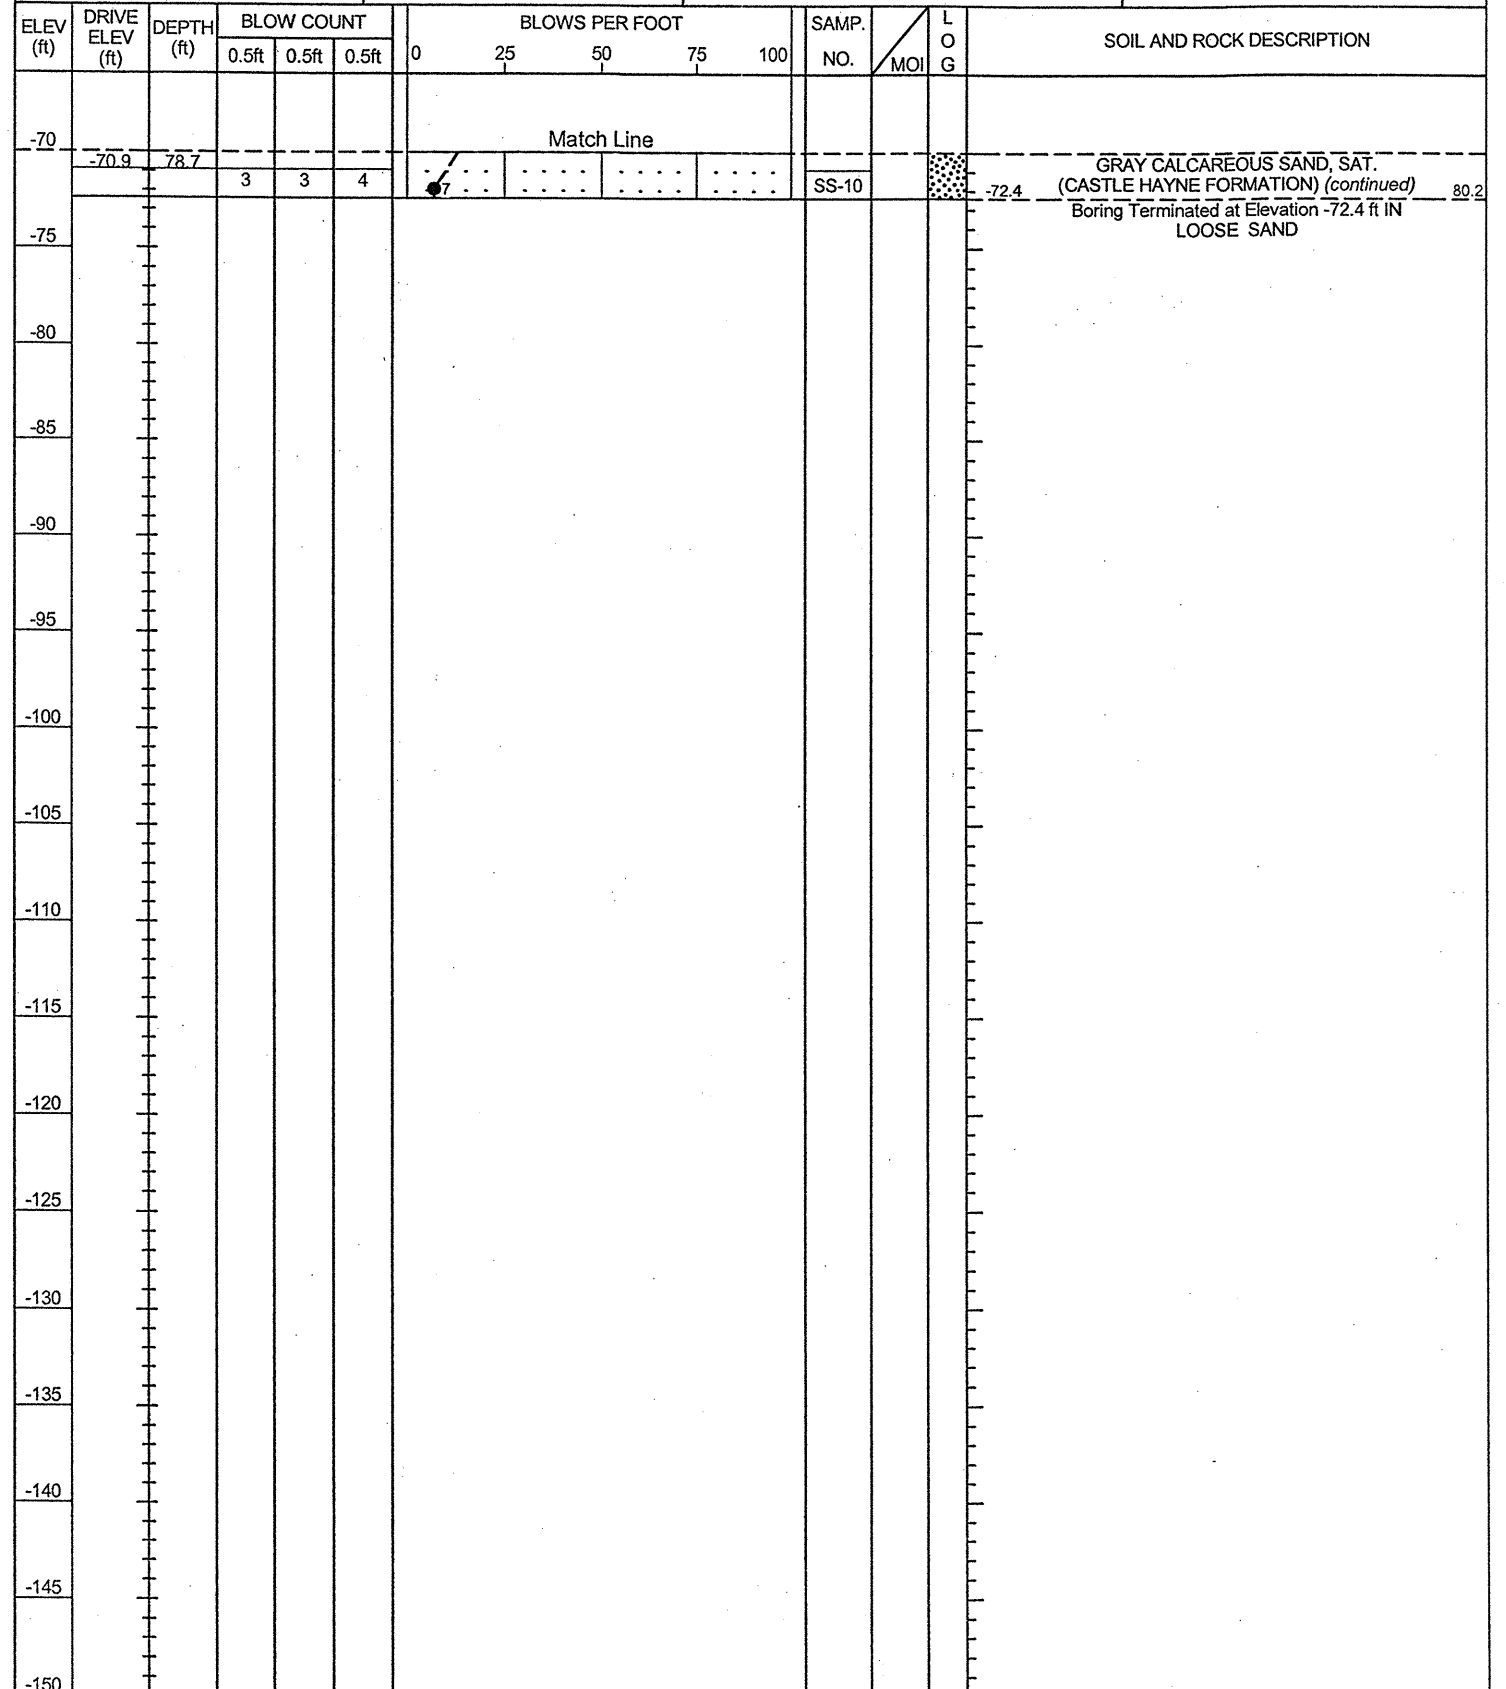 ELEV (ft) DRIVE ELEV (ft) DEPTH (ft) BLOW COUNT BLOWS PER FOOT SAMP. NO. MOI LOG SOIL AND ROCK DESCRIPTION
0.5ft 0.5ft 0.5ft 0 25 50 75 100
-70 Match Line
-70.9 78.7 GRAY CALCAREOUS SAND, SAT.
3 3 4 7 SS-10 -72.4 (CASTLE HAYNE FORMATION) (continued) 80.2
Boring Terminated at Elevation -72.4 ft IN
LOOSE SAND
-75
-80
-85
-90
-95
-100
-105
-110
-115
-120
-125
-130
-135
-140
-145
-150